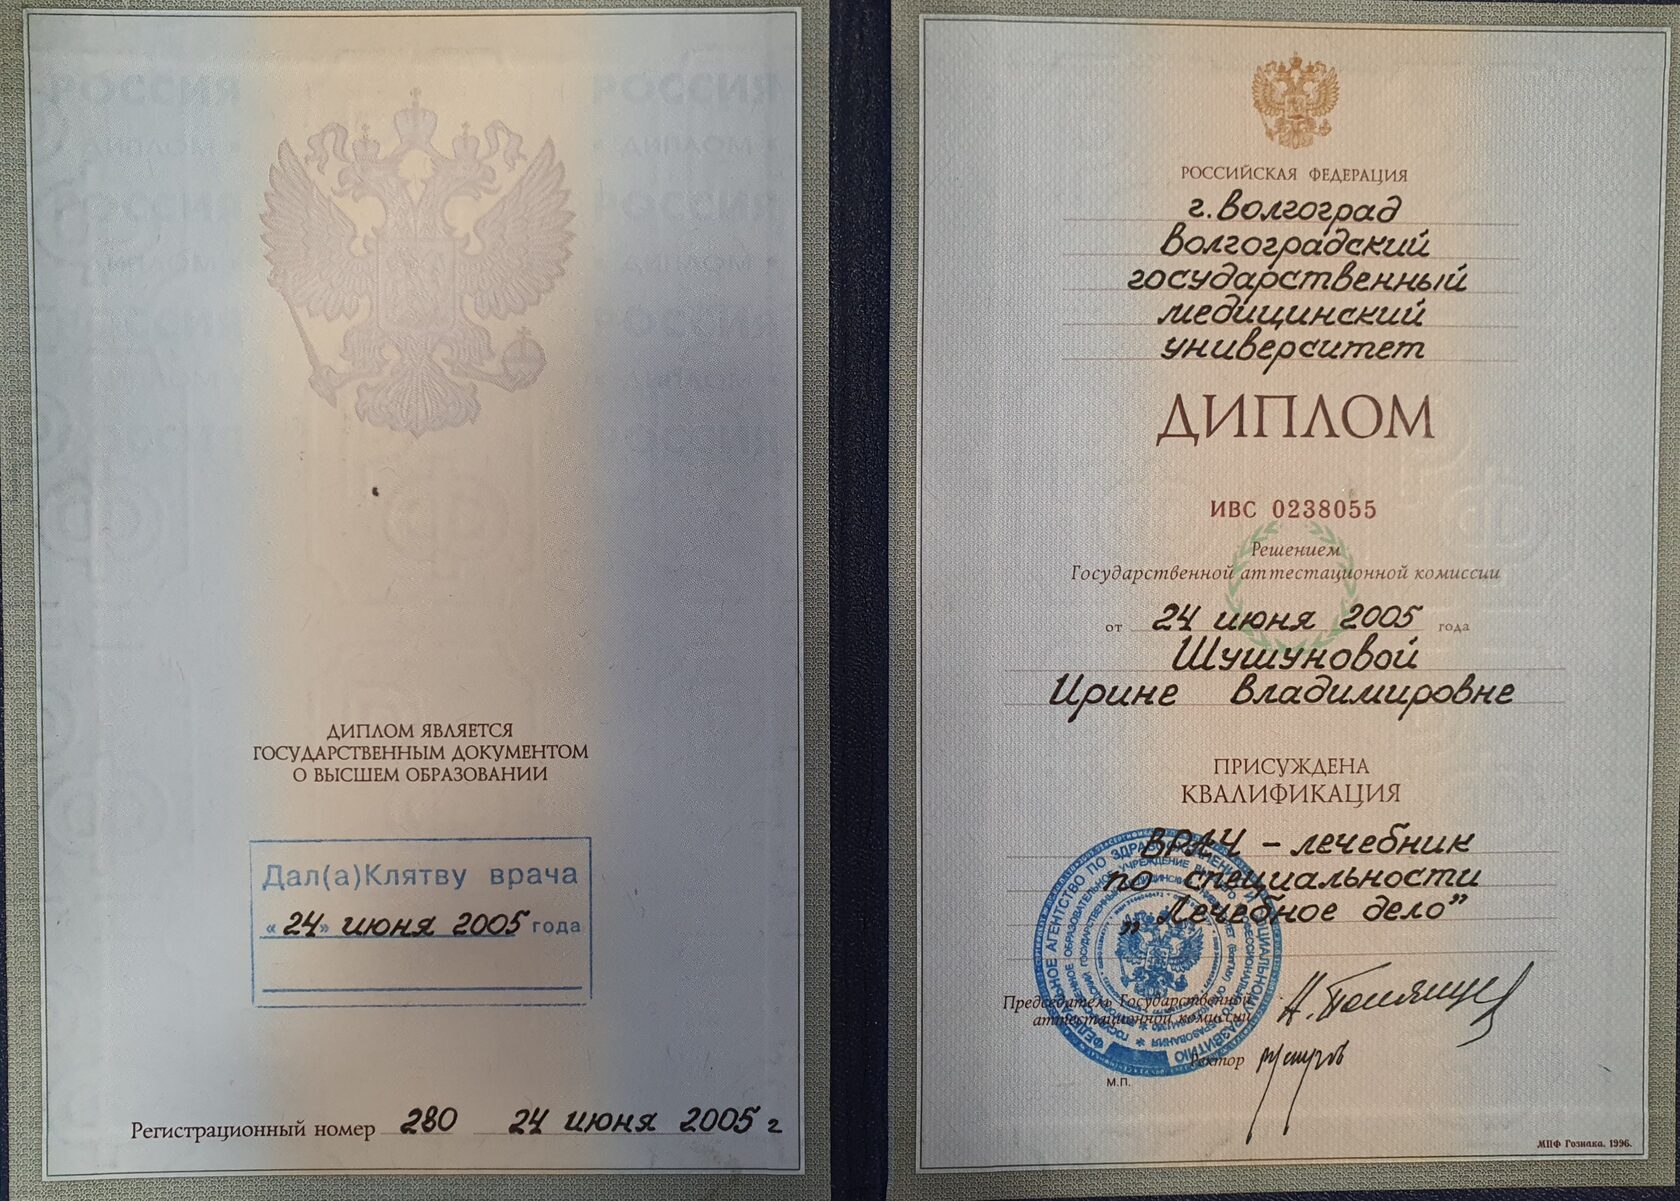 ДИПЛОМ ЯВЛЯЕТСЯ
ГОСУДАРСТВЕННЫМ ДОКУМЕНТОМ
О ВЫСШЕМ ОБРАЗОВАНИИ
Дал(а) Клятву врача
«24» июня 2005 года
Регистрационный номер 280 24 июня 2005 г
РОССИЙСКАЯ ФЕДЕРАЦИЯ
г. Волгоград
Волгоградский
государственный
медицинский
университет
ДИПЛОМ
ИВС 0238055
Решением
Государственной аттестационной комиссии
от 24 июня 2005 года
Шушуновой
Ирине Владимировне
ПРИСУЖДЕНА
КВАЛИФИКАЦИЯ
ВРАЧ - лечебник
по специальности
„Лечебное дело"
Председатель Государственной
аттестационной комиссии
Ректор
М.П.
МПФ Гознака. 1996.